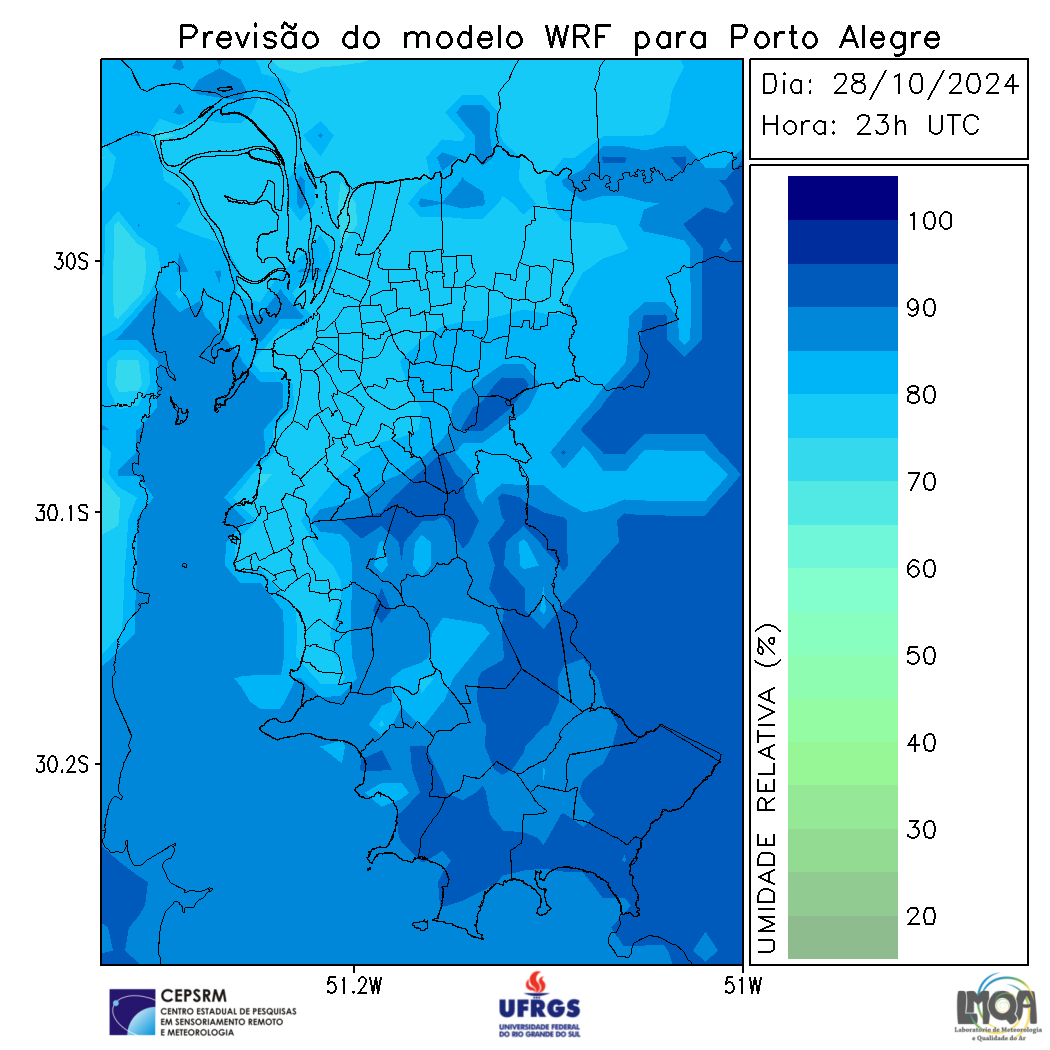 Previsão do modelo WRF para Porto Alegre
Dia: 28/10/2024
Hora: 23h UTC
30S
30.1S
30.2S
51.2W
51W
100
90
80
70
60
50
40
30
20
UMIDADE RELATIVA (%)
CEPSRM
CENTRO ESTADUAL DE PESQUISAS
EM SENSORIAMENTO REMOTO
E METEOROLOGIA
UFRGS
UNIVERSIDADE FEDERAL
DO RIO GRANDE DO SUL
LMQA
Laboratório de Meteorologia
e Qualidade do Ar